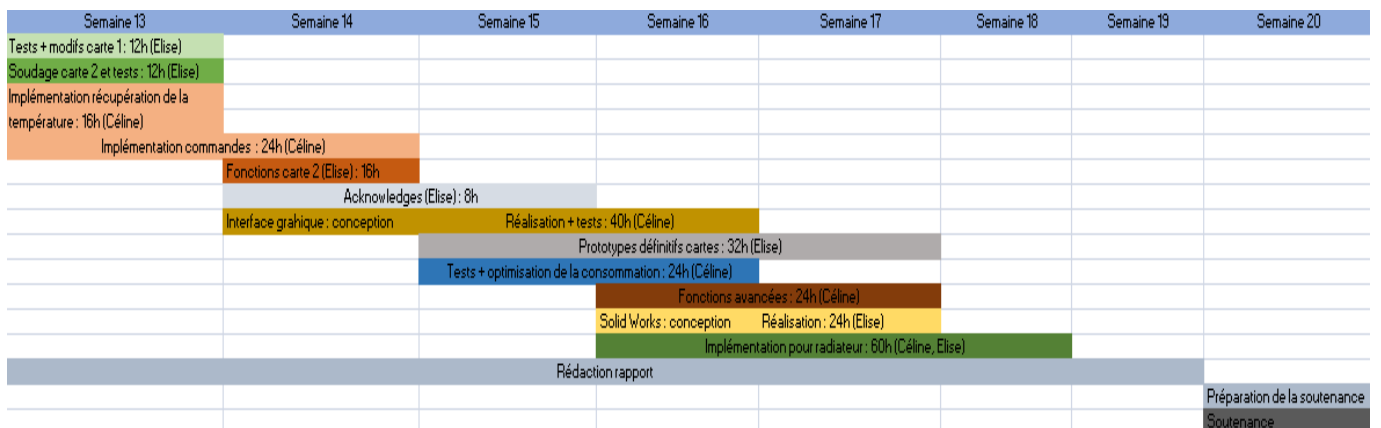 Semaine 13 Semaine 14 Semaine 15 Semaine 16 Semaine 17 Semaine 18 Semaine 19 Semaine 20
Tests + modifs carte 1 : 12h (Elise)
Soudage carte 2 et tests : 12h (Elise)
Implémentation récupération de la
température : 16h (Céline)
Implémentation commandes : 24h (Céline)
Fonctions carte 2 (Elise) : 16h
Acknowledges (Elise) : 8h
Interface grahique : conception Réalisation + tests : 40h (Céline)
Prototypes définitifs cartes : 32h (Elise)
Tests + optimisation de la consommation : 24h (Céline)
Fonctions avancées : 24h (Céline)
Solid Works : conception Réalisation : 24h (Elise)
Implémentation pour radiateur : 60h (Céline, Elise)
Rédaction rapport
Préparation de la soutenance
Soutenance